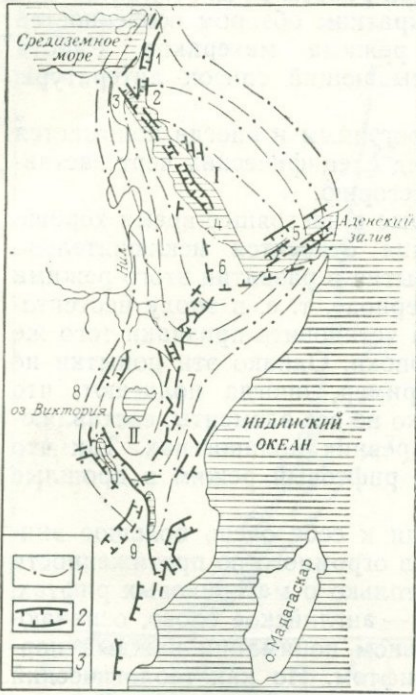 Средиземное
море
1
2
3
I
4
Аденский
залив
5
6
Нил
7
8
оз Виктория
II
ИНДИЙСКИЙ
ОКЕАН
9
о. Мадагаскар
1
2
3